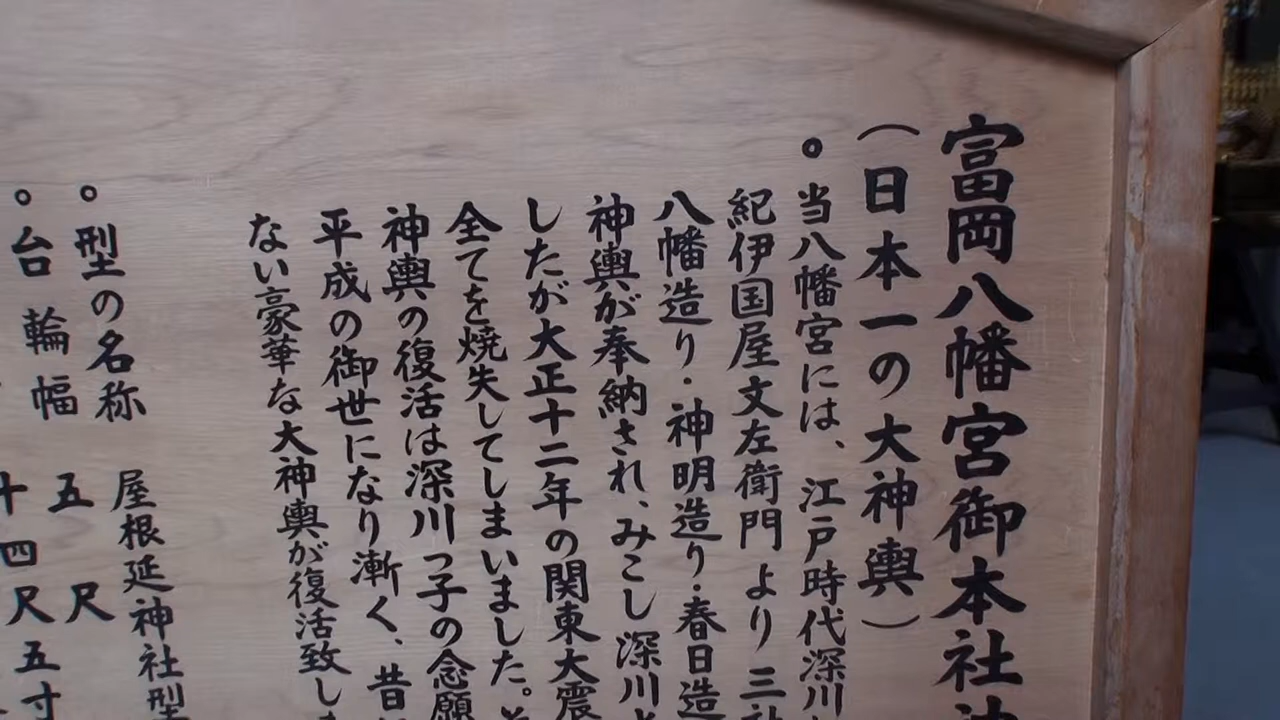 富岡八幡宮御本社
(日本一の大神輿)
。当八幡宮には、江戸時代深川
紀伊国屋文左衛門より三
八幡造り・神明造り・春日造
神輿が奉納され、みこし深川
したが大正十二年の関東大震
全てを焼失してしまいました。
神輿の復活は深川っ子の念願
平成の御世になり漸く、昔
ない豪華な大神輿が復活致し
。型の名称 屋根延神社型
。台輪幅 五尺
十四尺五寸